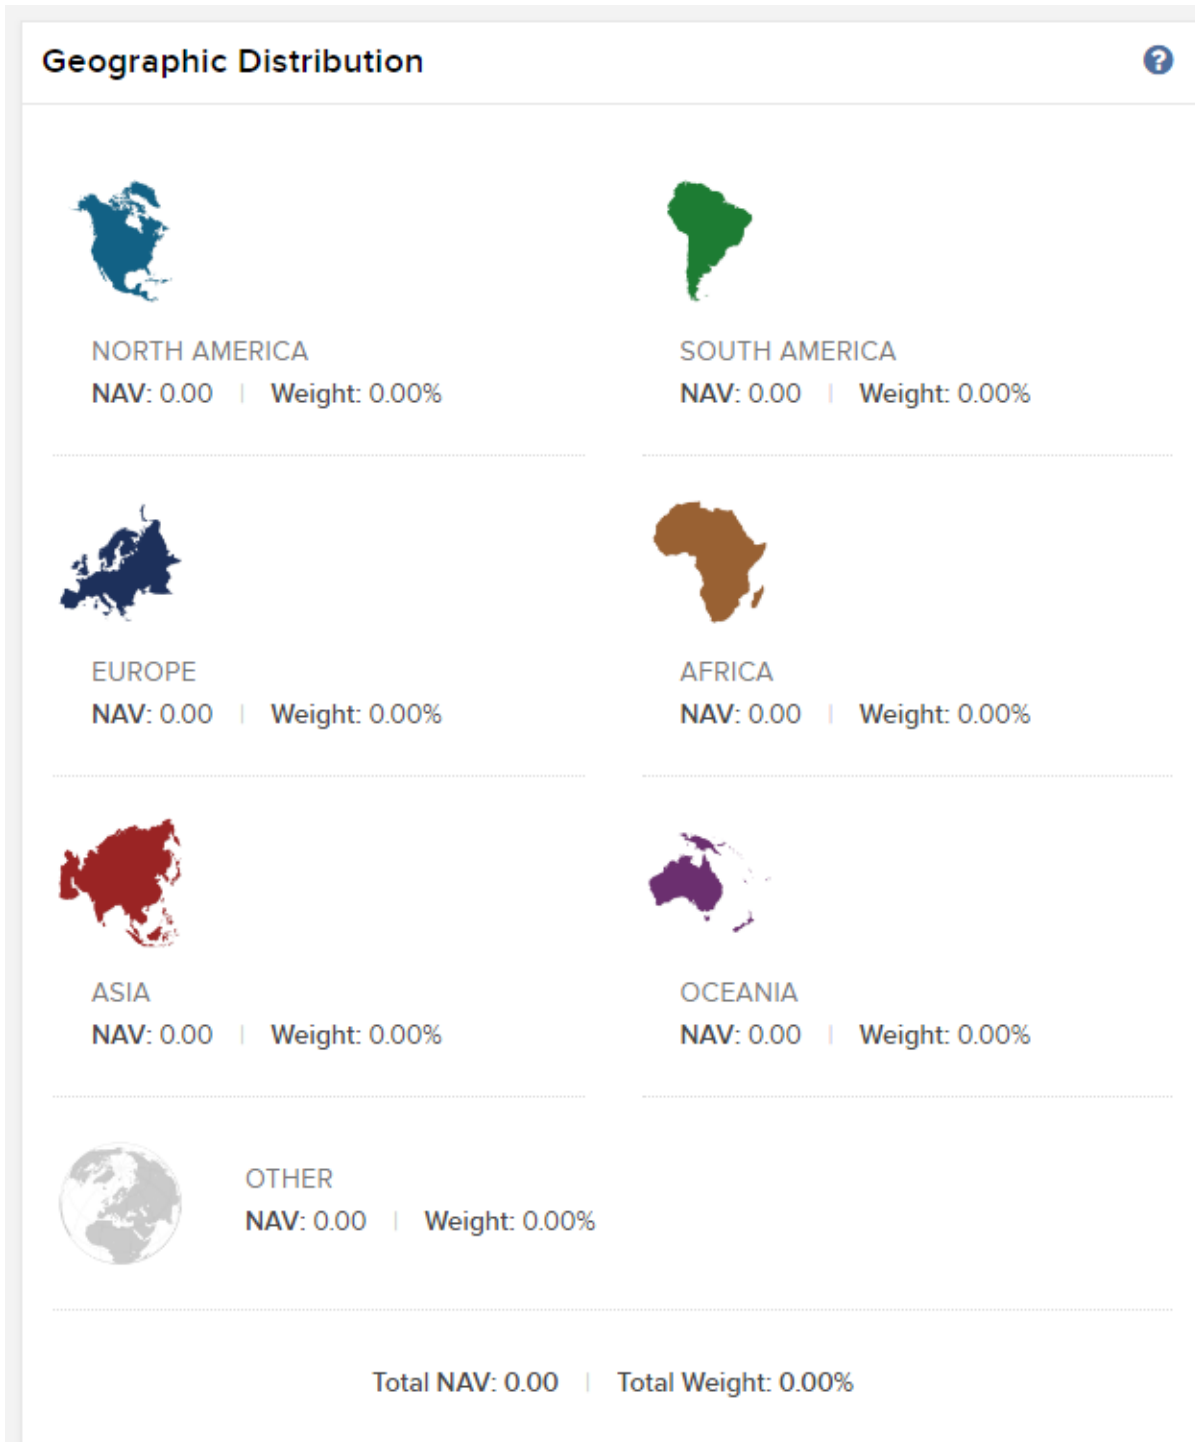 Geographic Distribution
?
NORTH AMERICA
NAV: 0.00 | Weight: 0.00%
SOUTH AMERICA
NAV: 0.00 | Weight: 0.00%
EUROPE
NAV: 0.00 | Weight: 0.00%
AFRICA
NAV: 0.00 | Weight: 0.00%
ASIA
NAV: 0.00 | Weight: 0.00%
OCEANIA
NAV: 0.00 | Weight: 0.00%
OTHER
NAV: 0.00 | Weight: 0.00%
Total NAV: 0.00 | Total Weight: 0.00%